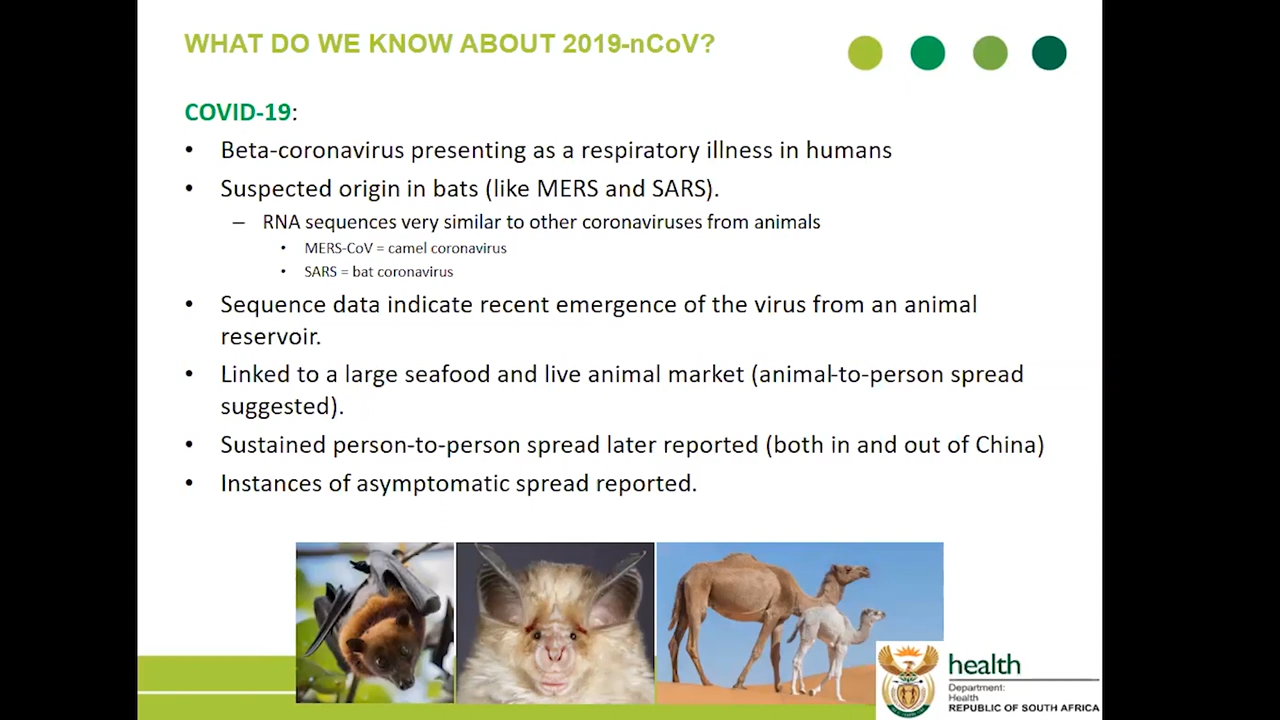 WHAT DO WE KNOW ABOUT 2019-nCoV?
COVID-19:
• Beta-coronavirus presenting as a respiratory illness in humans
• Suspected origin in bats (like MERS and SARS).
– RNA sequences very similar to other coronaviruses from animals
• MERS-CoV = camel coronavirus
• SARS = bat coronavirus
• Sequence data indicate recent emergence of the virus from an animal
reservoir.
• Linked to a large seafood and live animal market (animal-to-person spread
suggested).
• Sustained person-to-person spread later reported (both in and out of China)
• Instances of asymptomatic spread reported.
health
Department:
Health
REPUBLIC OF SOUTH AFRICA